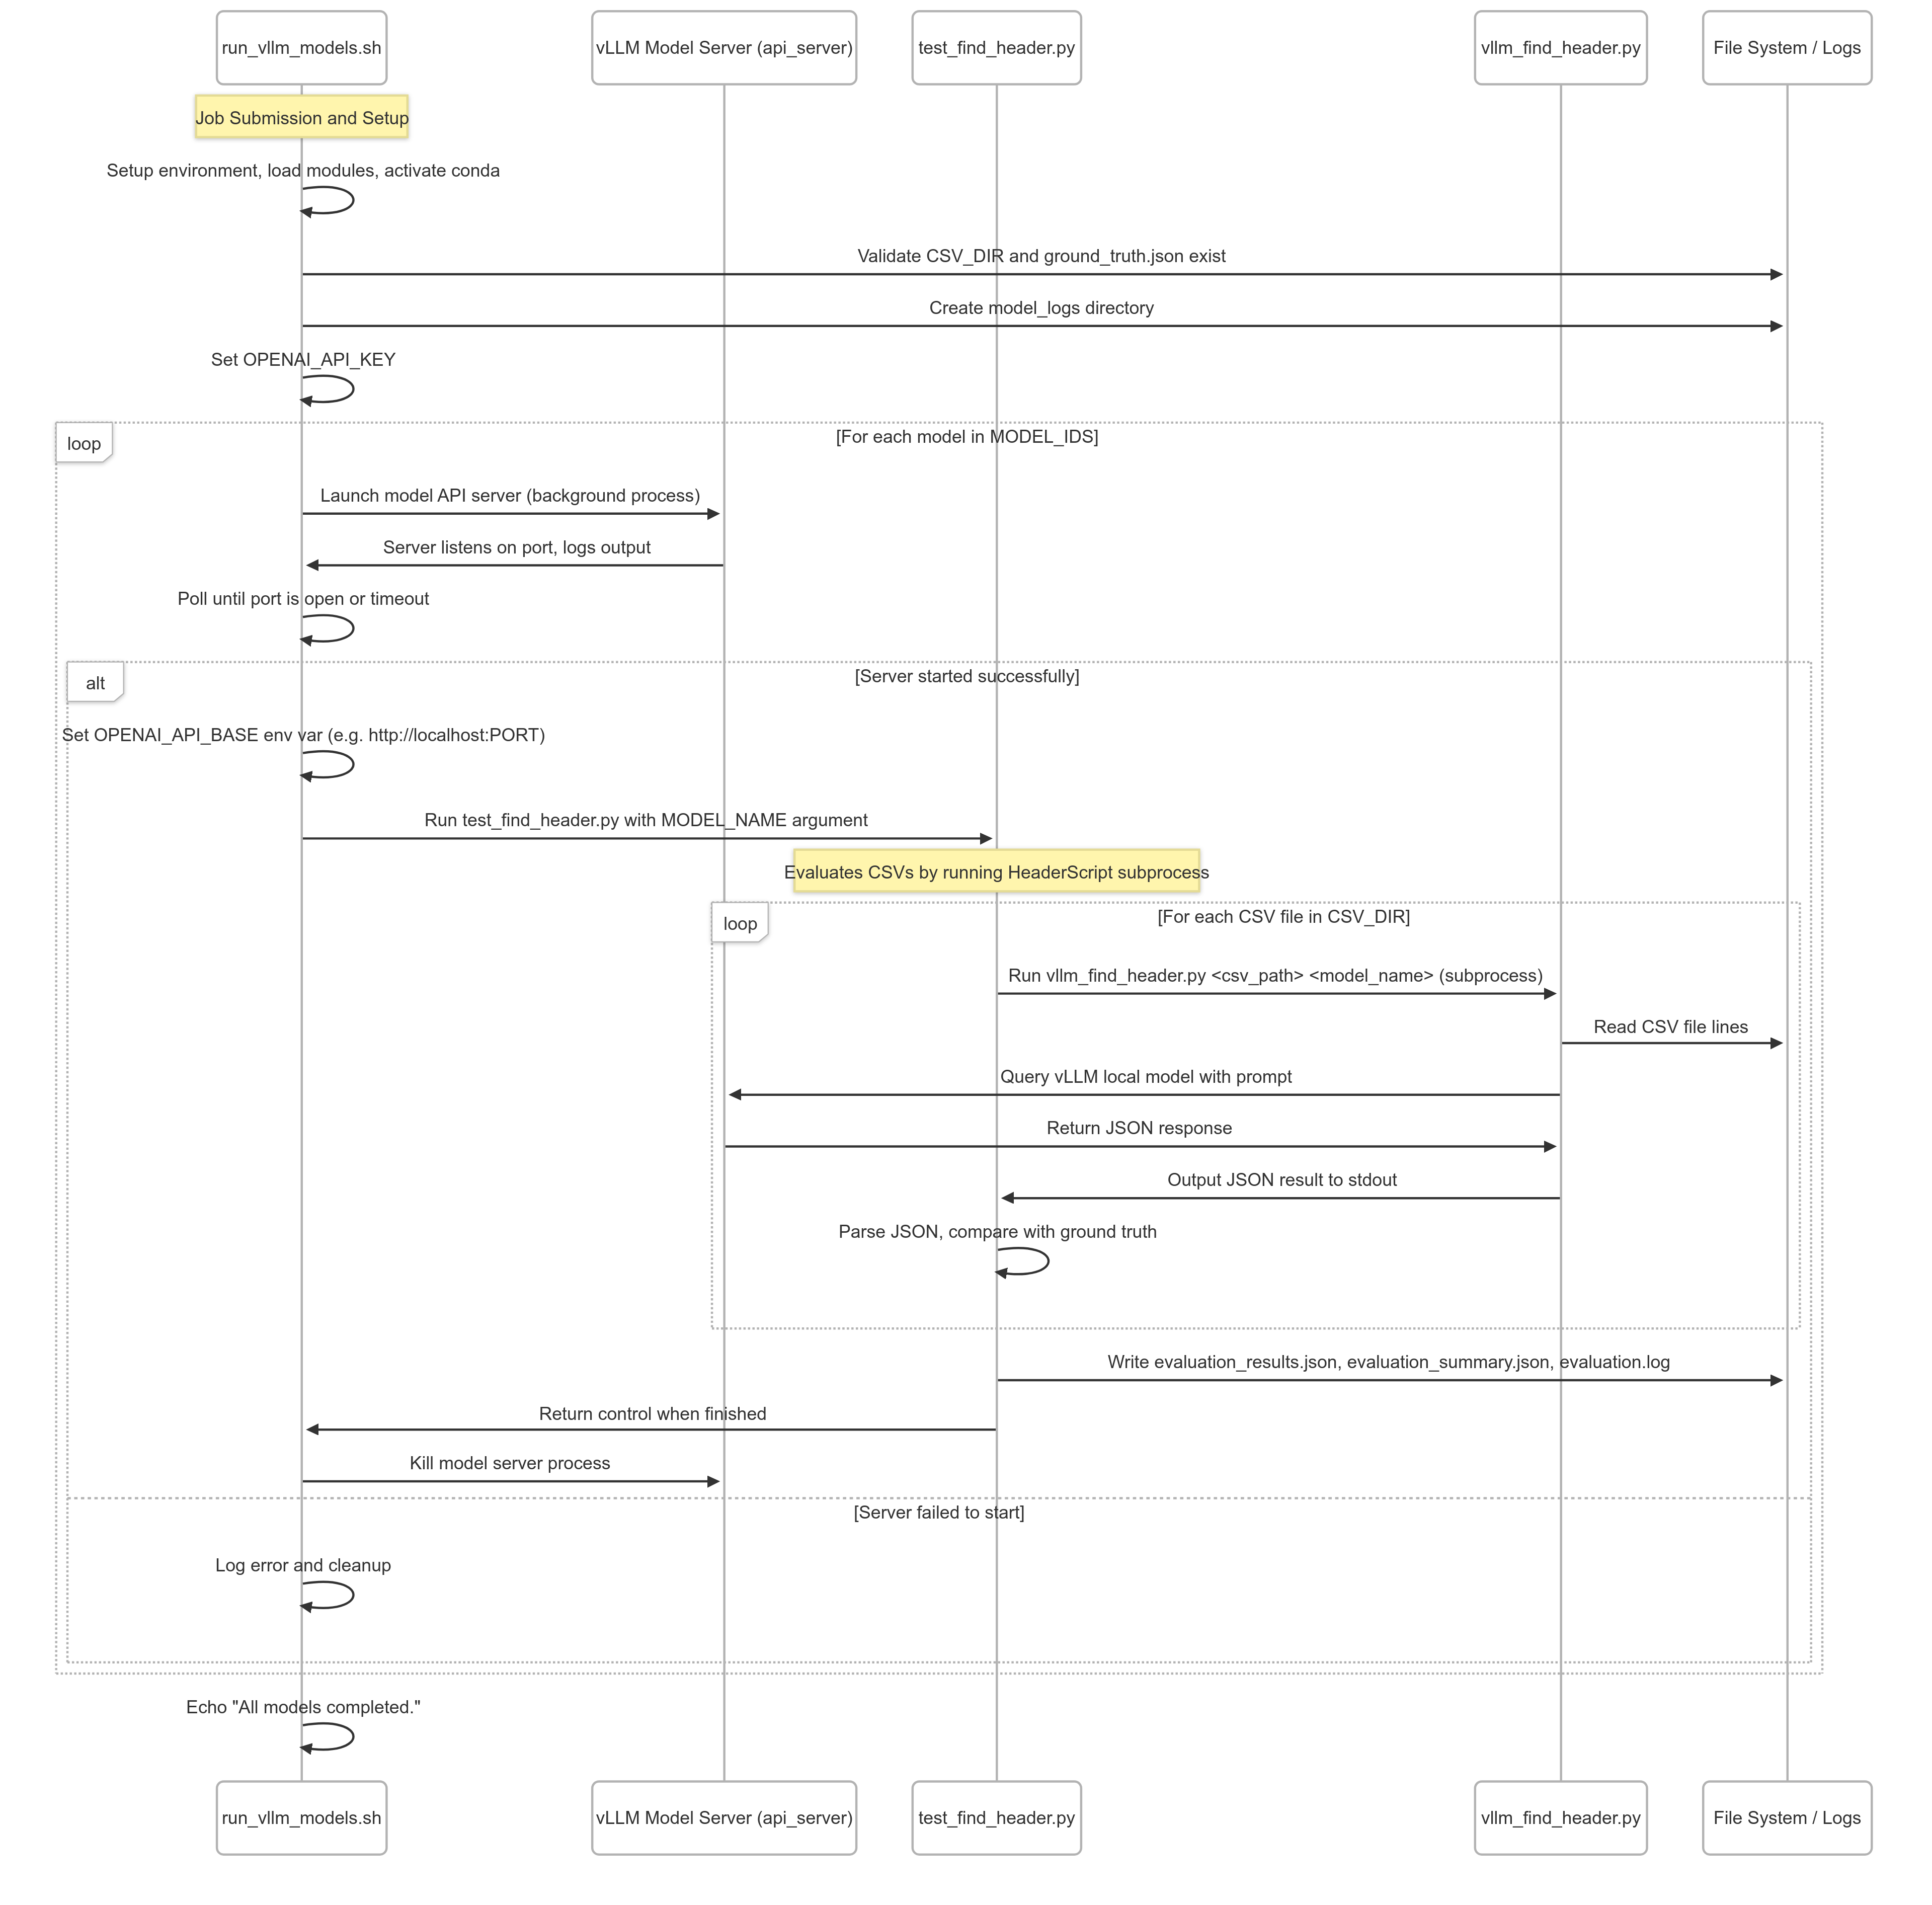 run_vllm_models.sh
vLLM Model Server (api_server)
test_find_header.py
vllm_find_header.py
File System / Logs
Job Submission and Setup
Setup environment, load modules, activate conda
Validate CSV_DIR and ground_truth.json exist
Create model_logs directory
Set OPENAI_API_KEY
loop
[For each model in MODEL_IDS]
Launch model API server (background process)
Server listens on port, logs output
Poll until port is open or timeout
alt
[Server started successfully]
Set OPENAI_API_BASE env var (e.g. http://localhost:PORT)
Run test_find_header.py with MODEL_NAME argument
Evaluates CSVs by running HeaderScript subprocess
loop
[For each CSV file in CSV_DIR]
Run vllm_find_header.py <csv_path> <model_name> (subprocess)
Read CSV file lines
Query vLLM local model with prompt
Return JSON response
Output JSON result to stdout
Parse JSON, compare with ground truth
Write evaluation_results.json, evaluation_summary.json, evaluation.log
Return control when finished
Kill model server process
[Server failed to start]
Log error and cleanup
Echo "All models completed."
run_vllm_models.sh
vLLM Model Server (api_server)
test_find_header.py
vllm_find_header.py
File System / Logs